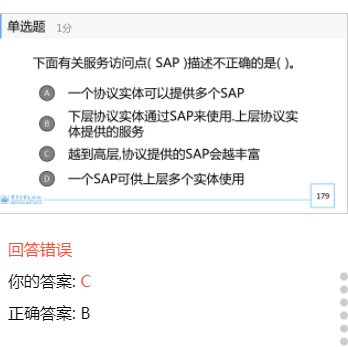 单选题 1分
下面有关服务访问点( SAP )描述不正确的是( )。
A 一个协议实体可以提供多个SAP
B 下层协议实体通过SAP来使用.上层协议实
体提供的服务
C 越到高层,协议提供的SAP会越丰富
D 一个SAP可供上层多个实体使用
179
回答错误
你的答案: C
正确答案: B